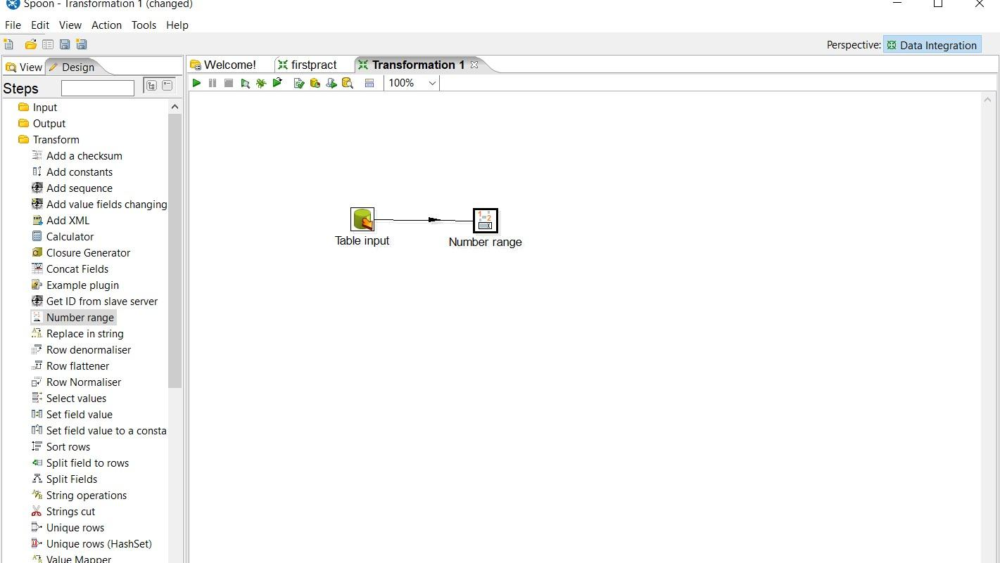 Spoon - Transformation 1 (changed)
File Edit View Action Tools Help
Perspective: Data Integration
View Design
Welcome! firstpract Transformation 1
Steps
100%
Input
Output
Transform
Add a checksum
Add constants
Add sequence
Add value fields changing
Add XML
Calculator
Closure Generator
Concat Fields
Example plugin
Get ID from slave server
Number range
Replace in string
Row denormaliser
Row flattener
Row Normaliser
Select values
Set field value
Set field value to a consta
Sort rows
Split field to rows
Split Fields
String operations
Strings cut
Unique rows
Unique rows (HashSet)
Value Mapper
Table input
Number range